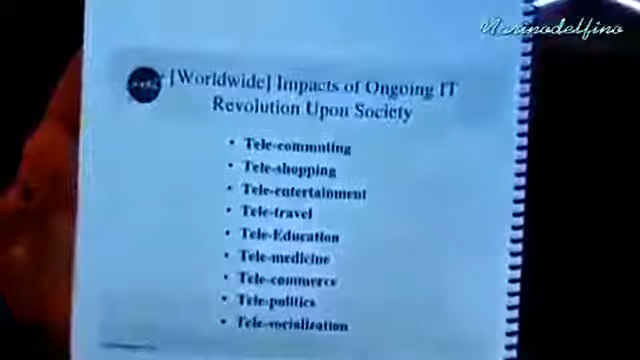 Marinodelfino
[Worldwide] Impacts of Ongoing IT
Revolution Upon Society
• Tele-commuting
• Tele-shopping
• Tele-entertainment
• Tele-travel
• Tele-Education
• Tele-medicine
• Tele-commerce
• Tele-politics
• Tele-socialization